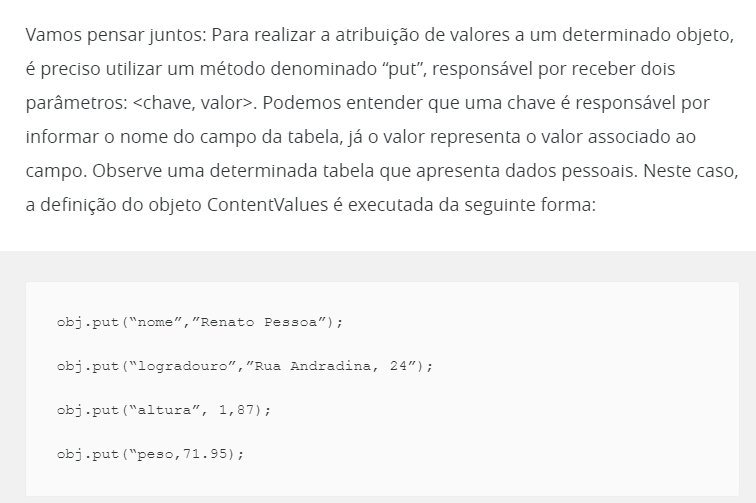 Vamos pensar juntos: Para realizar a atribuição de valores a um determinado objeto,
é preciso utilizar um método denominado “put”, responsável por receber dois
parâmetros: <chave, valor>. Podemos entender que uma chave é responsável por
informar o nome do campo da tabela, já o valor representa o valor associado ao
campo. Observe uma determinada tabela que apresenta dados pessoais. Neste caso,
a definição do objeto ContentValues é executada da seguinte forma:
obj.put(“nome”,”Renato Pessoa”);
obj.put(“logradouro”,”Rua Andradina, 24”);
obj.put(“altura”, 1,87);
obj.put(“peso,71.95);